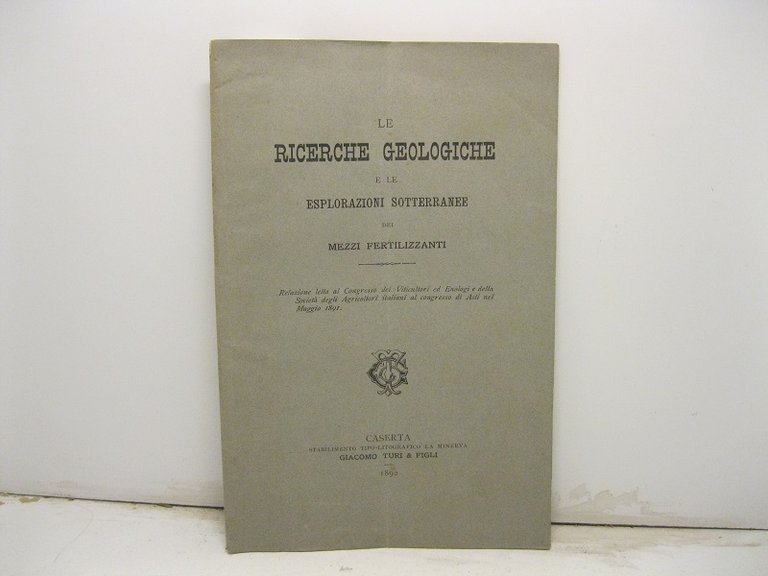 LE
RICERCHE GEOLOGICHE
E LE
ESPLORAZIONI SOTTERRANEE
DEI
MEZZI FERTILIZZANTI
Relazione letta al Congresso dei Viticultori ed Enologi e della
Società degli Agricoltori italiani al congresso di Asti nel
Maggio 1891.
CASERTA
STABILIMENTO TIPO-LITOGRAFICO LA MINERVA
GIACOMO TURI & FIGLI
1892